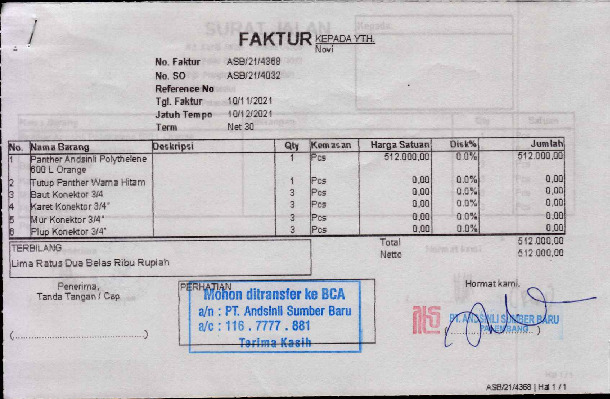 SURAT JALAN
FAKTUR KEPADA YTH.
Novi
No. Faktur ASB/21/4368
No. SO ASB/21/4032
Reference No
Tgl. Faktur 10/11/2021
Jatuh Tempo 10/12/2021
Term Net 30
No. Nama Barang Deskripsi Qty Kemasan Harga Satuan Disk% Jumlah
1 Panther Andsinli Polythelene 1 Pcs 512.000,00 0.0% 512.000,00
600 L Orange
2 Tutup Panther Warna Hitam 1 Pcs 0,00 0.0% 0,00
3 Baut Konektor 3/4 3 Pcs 0,00 0.0% 0,00
4 Karet Konektor 3/4" 3 Pcs 0,00 0.0% 0,00
5 Mur Konektor 3/4" 3 Pcs 0,00 0.0% 0,00
6 Plup Konektor 3/4" 3 Pcs 0,00 0.0% 0,00
TERBILANG
Lima Ratus Dua Belas Ribu Rupiah
Total 512.000,00
Netto 512.000,00
Penerima,
Tanda Tangan / Cap
(..............................)
PERHATIAN
Mohon ditransfer ke BCA
a/n : PT. Andsinli Sumber Baru
a/c : 116 . 7777 . 881
Terima Kasih
Hormat kami,
PT. ANDSINLI SUMBER BARU
PALEMBANG
ASB/21/4368 | Hal 1 / 1